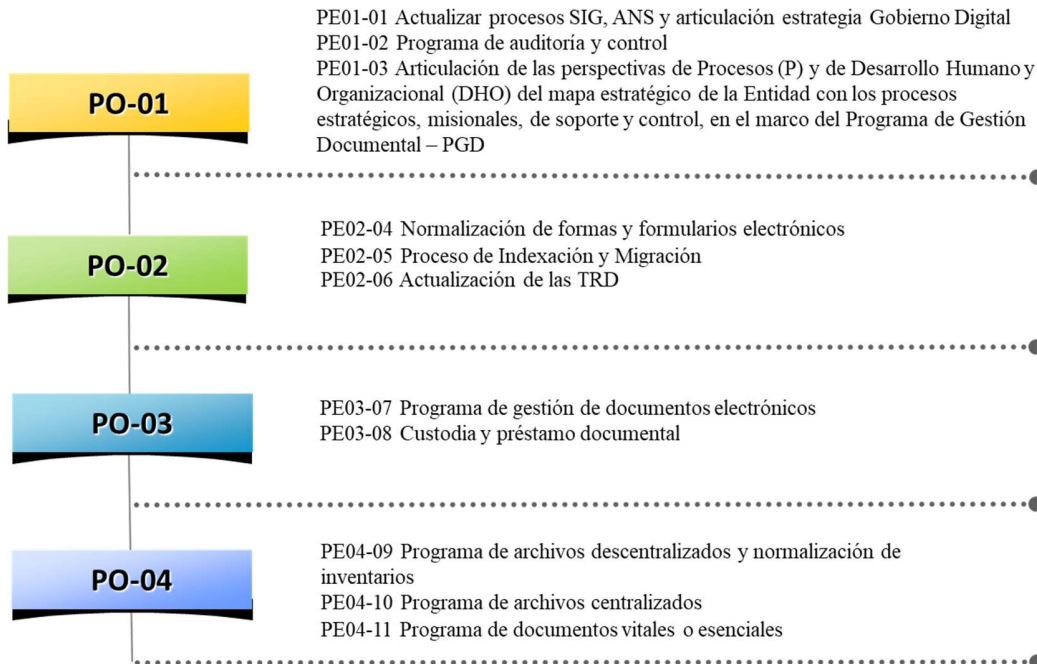 PE01-01 Actualizar procesos SIG, ANS y articulación estrategia Gobierno Digital
PE01-02 Programa de auditoría y control
PE01-03 Articulación de las perspectivas de Procesos (P) y de Desarrollo Humano y
Organizacional (DHO) del mapa estratégico de la Entidad con los procesos
estratégicos, misionales, de soporte y control, en el marco del Programa de Gestión
Documental – PGD
PO-01
PE02-04 Normalización de formas y formularios electrónicos
PE02-05 Proceso de Indexación y Migración
PE02-06 Actualización de las TRD
PO-02
PE03-07 Programa de gestión de documentos electrónicos
PE03-08 Custodia y préstamo documental
PO-03
PE04-09 Programa de archivos descentralizados y normalización de
inventarios
PE04-10 Programa de archivos centralizados
PE04-11 Programa de documentos vitales o esenciales
PO-04